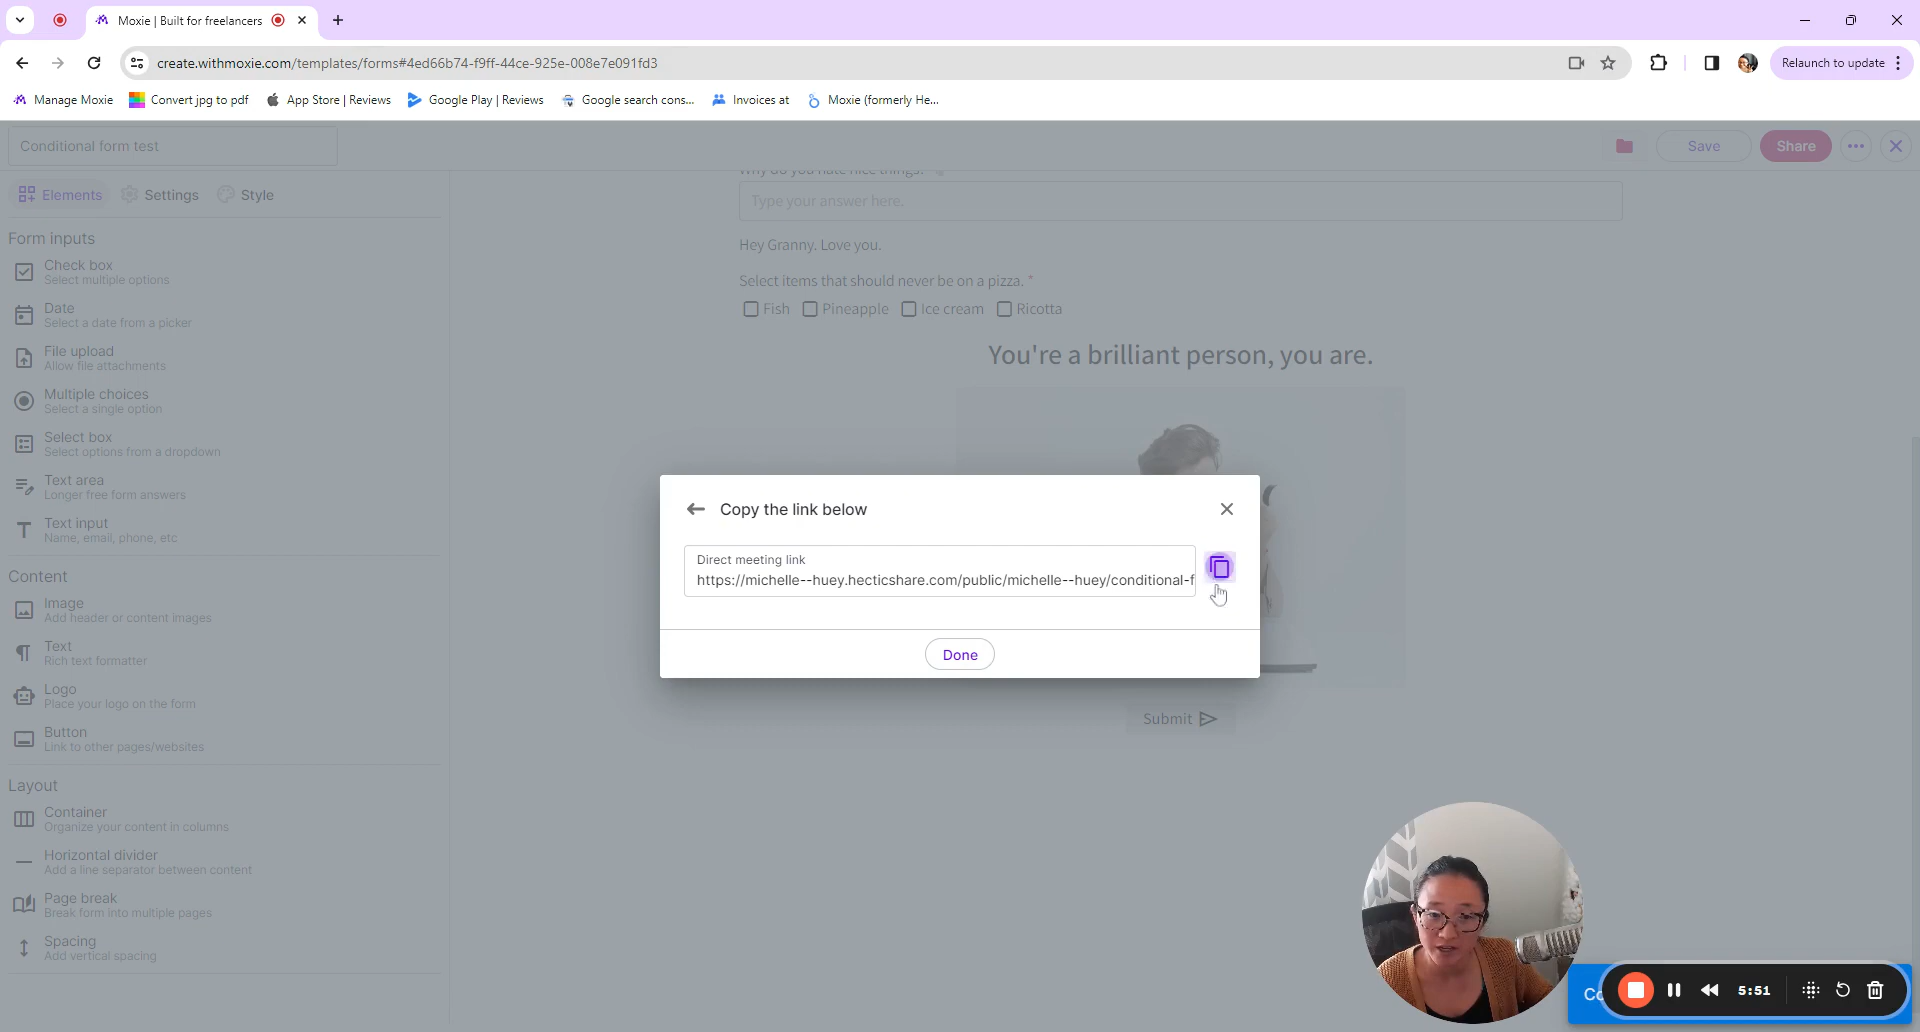 Moxie | Built for freelancers
create.withmoxie.com/templates/forms#4ed66b74-f9ff-44ce-925e-008e7e091fd3
Relaunch to update
Manage Moxie
Convert jpg to pdf
App Store | Reviews
Google Play | Reviews
Google search cons...
Invoices at
Moxie (formerly He...
Conditional form test
Save
Share
Elements
Settings
Style
Form inputs
Check box
Select multiple options
Date
Select a date from a picker
File upload
Allow file attachments
Multiple choices
Select a single option
Select box
Select options from a dropdown
Text area
Longer free form answers
Text input
Name, email, phone, etc
Content
Image
Add header or content images
Text
Rich text formatter
Logo
Place your logo on the form
Button
Link to other pages/websites
Layout
Container
Organize your content in columns
Horizontal divider
Add a line separator between content
Page break
Break form into multiple pages
Spacing
Add vertical spacing
Why do you hate nice things?
Type your answer here.
Hey Granny. Love you.
Select items that should never be on a pizza. *
Fish Pineapple Ice cream Ricotta
You're a brilliant person, you are.
Copy the link below
Direct meeting link
https://michelle--huey.hecticshare.com/public/michelle--huey/conditional-f
Done
Submit
5:51